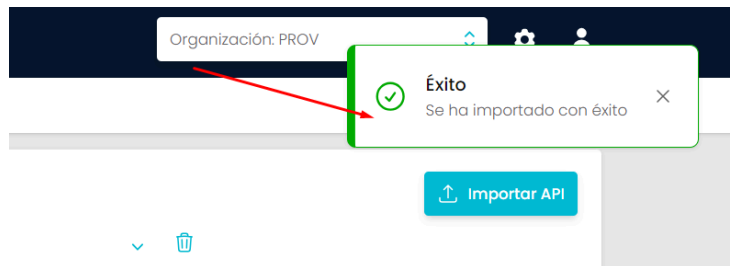 Organización: PROV
Éxito
Se ha importado con éxito
Importar API